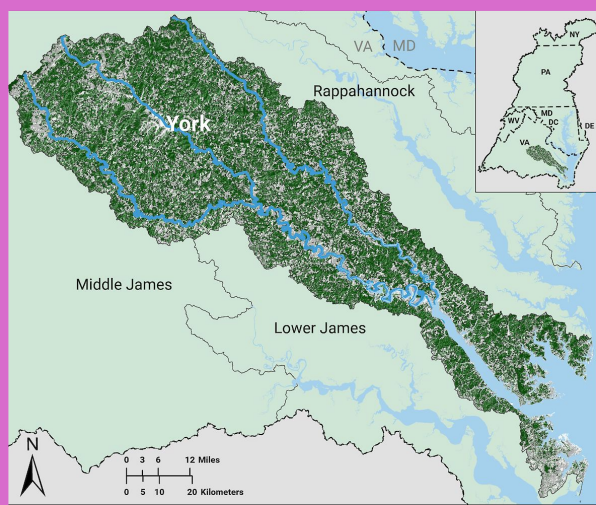 VA MD
Rappahannock
York
Middle James
Lower James
NY
PA
MD
WV
DC
DE
VA
N
0 3 6 12 Miles
0 5 10 20 Kilometers